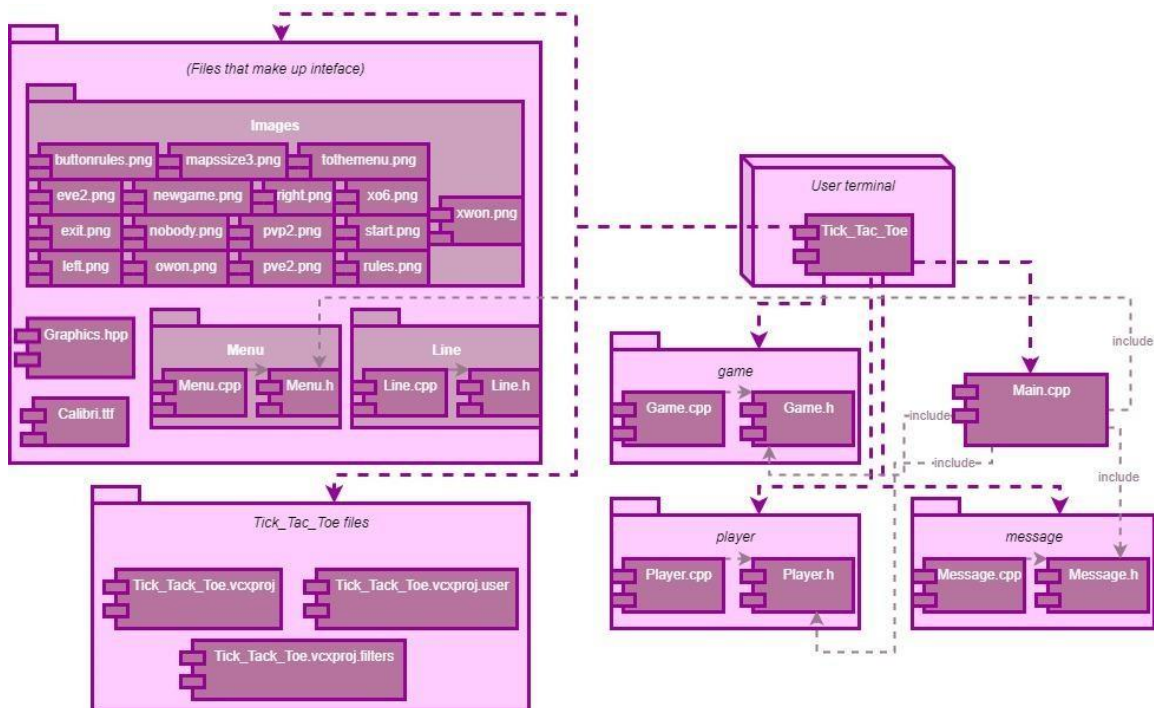 (Files that make up inteface)
Images
buttonrules.png
mapssize3.png
tothemenu.png
eve2.png
newgame.png
right.png
xo6.png
xwon.png
exit.png
nobody.png
pvp2.png
start.png
left.png
owon.png
pve2.png
rules.png
Graphics.hpp
Calibri.ttf
Menu
Menu.cpp
Menu.h
Line
Line.cpp
Line.h
User terminal
Tick_Tac_Toe
include
Main.cpp
include
include
include
game
Game.cpp
Game.h
Tick_Tac_Toe files
Tick_Tack_Toe.vcxproj
Tick_Tack_Toe.vcxproj.user
Tick_Tack_Toe.vcxproj.filters
player
Player.cpp
Player.h
message
Message.cpp
Message.h